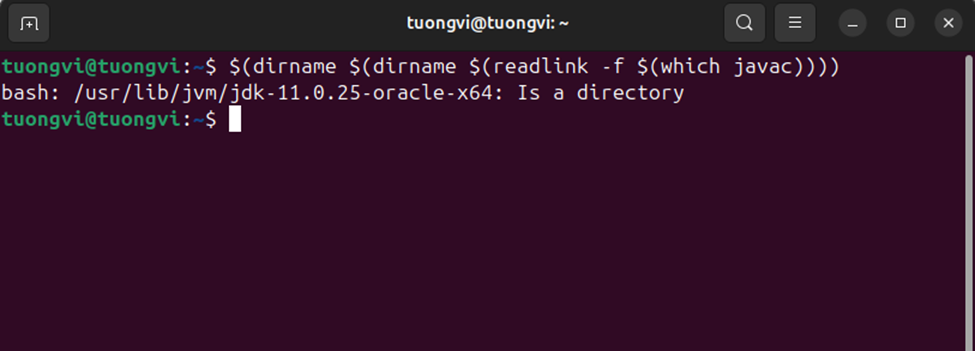 tuongvi@tuongvi: ~
tuongvi@tuongvi:~$ $(dirname $(dirname $(readlink -f $(which javac))))
bash: /usr/lib/jvm/jdk-11.0.25-oracle-x64: Is a directory
tuongvi@tuongvi:~$